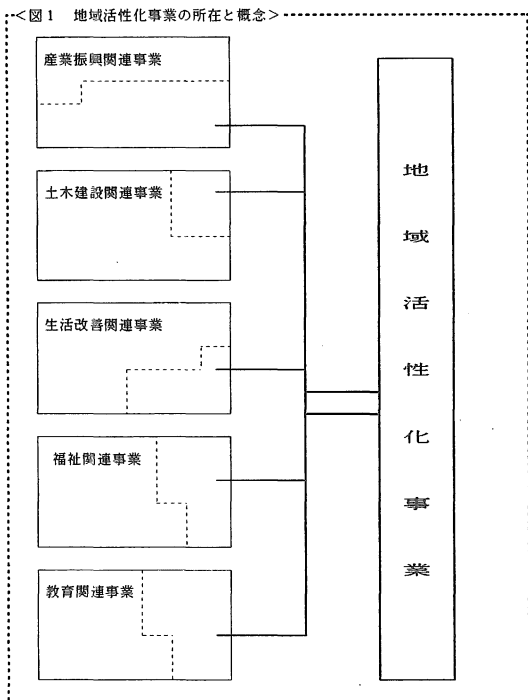 ＜図1　地域活性化事業の所在と概念＞
産業振興関連事業
土木建設関連事業
生活改善関連事業
福祉関連事業
教育関連事業
地域活性化事業